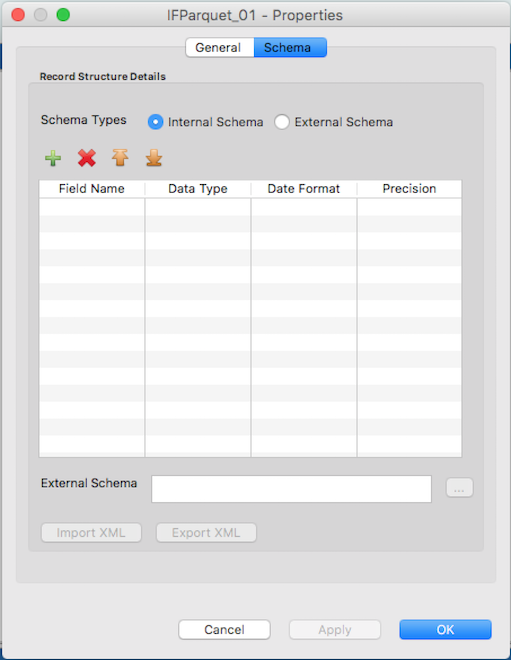 IFParquet_01 - Properties
General Schema
Record Structure Details
Schema Types Internal Schema External Schema
Field Name Data Type Date Format Precision
External Schema ...
Import XML Export XML
Cancel Apply OK